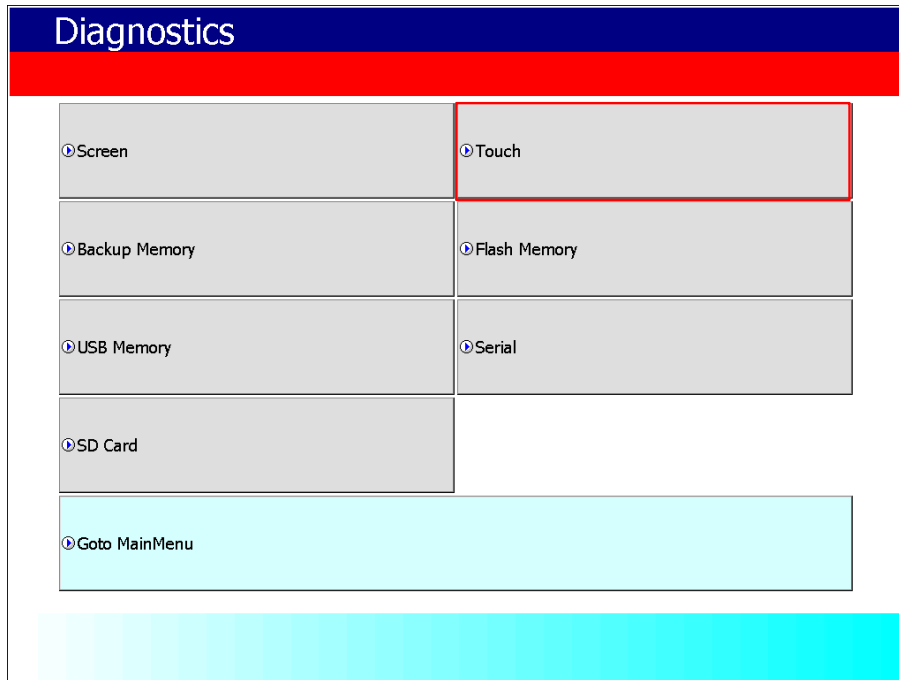 Diagnostics
Screen
Touch
Backup Memory
Flash Memory
USB Memory
Serial
SD Card
Goto MainMenu